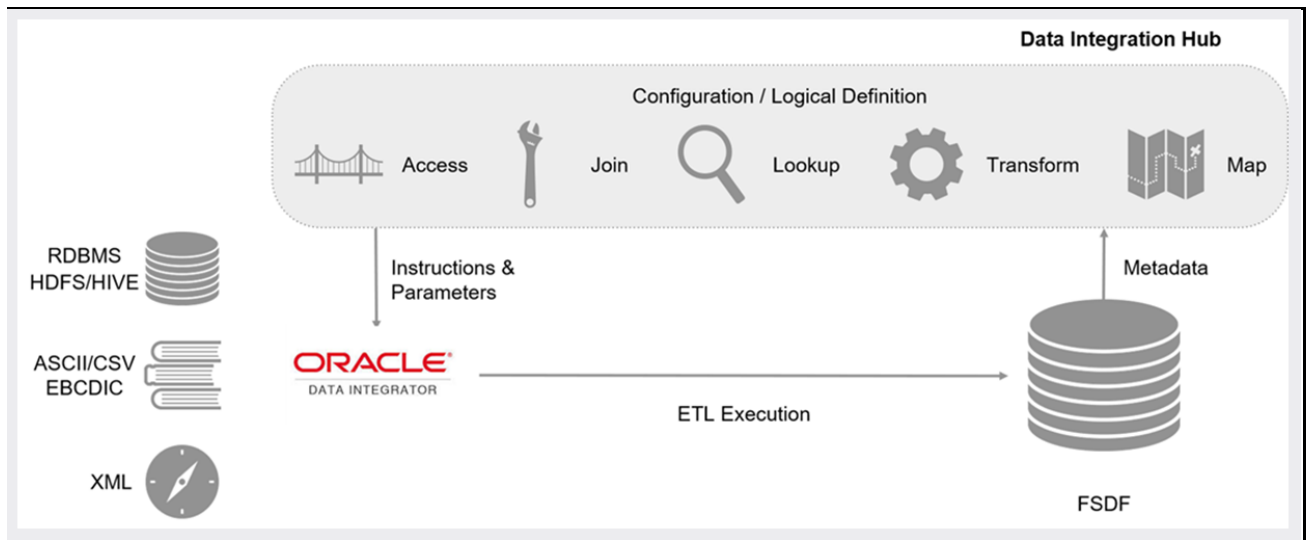 Data Integration Hub
Configuration / Logical Definition
Access
Join
Lookup
Transform
Map
RDBMS
HDFS/HIVE
Instructions &
Parameters
Metadata
ASCII/CSV
EBCDIC
ORACLE
DATA INTEGRATOR
ETL Execution
XML
FSDF